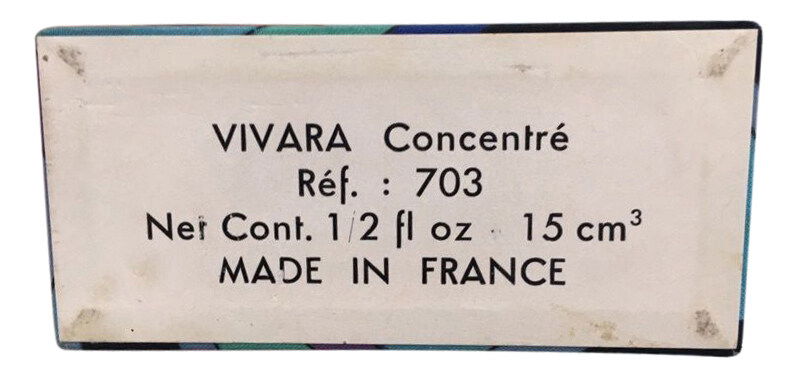 VIVARA Concentré
Réf. : 703
Net Cont. 1/2 fl oz - 15 cm³
MADE IN FRANCE